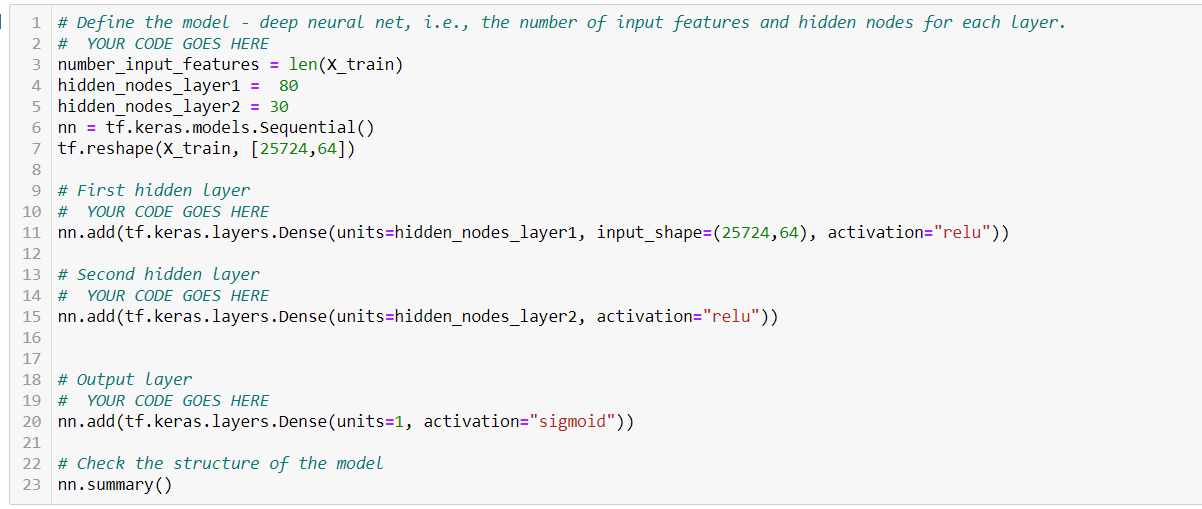 1 # Define the model - deep neural net, i.e., the number of input features and hidden nodes for each layer.
2 #  YOUR CODE GOES HERE
3 number_input_features = len(X_train)
4 hidden_nodes_layer1 =  80
5 hidden_nodes_layer2 = 30
6 nn = tf.keras.models.Sequential()
7 tf.reshape(X_train, [25724,64])
8
9 # First hidden layer
10 #  YOUR CODE GOES HERE
11 nn.add(tf.keras.layers.Dense(units=hidden_nodes_layer1, input_shape=(25724,64), activation="relu"))
12
13 # Second hidden layer
14 #  YOUR CODE GOES HERE
15 nn.add(tf.keras.layers.Dense(units=hidden_nodes_layer2, activation="relu"))
16
17
18 # Output layer
19 #  YOUR CODE GOES HERE
20 nn.add(tf.keras.layers.Dense(units=1, activation="sigmoid"))
21
22 # Check the structure of the model
23 nn.summary()